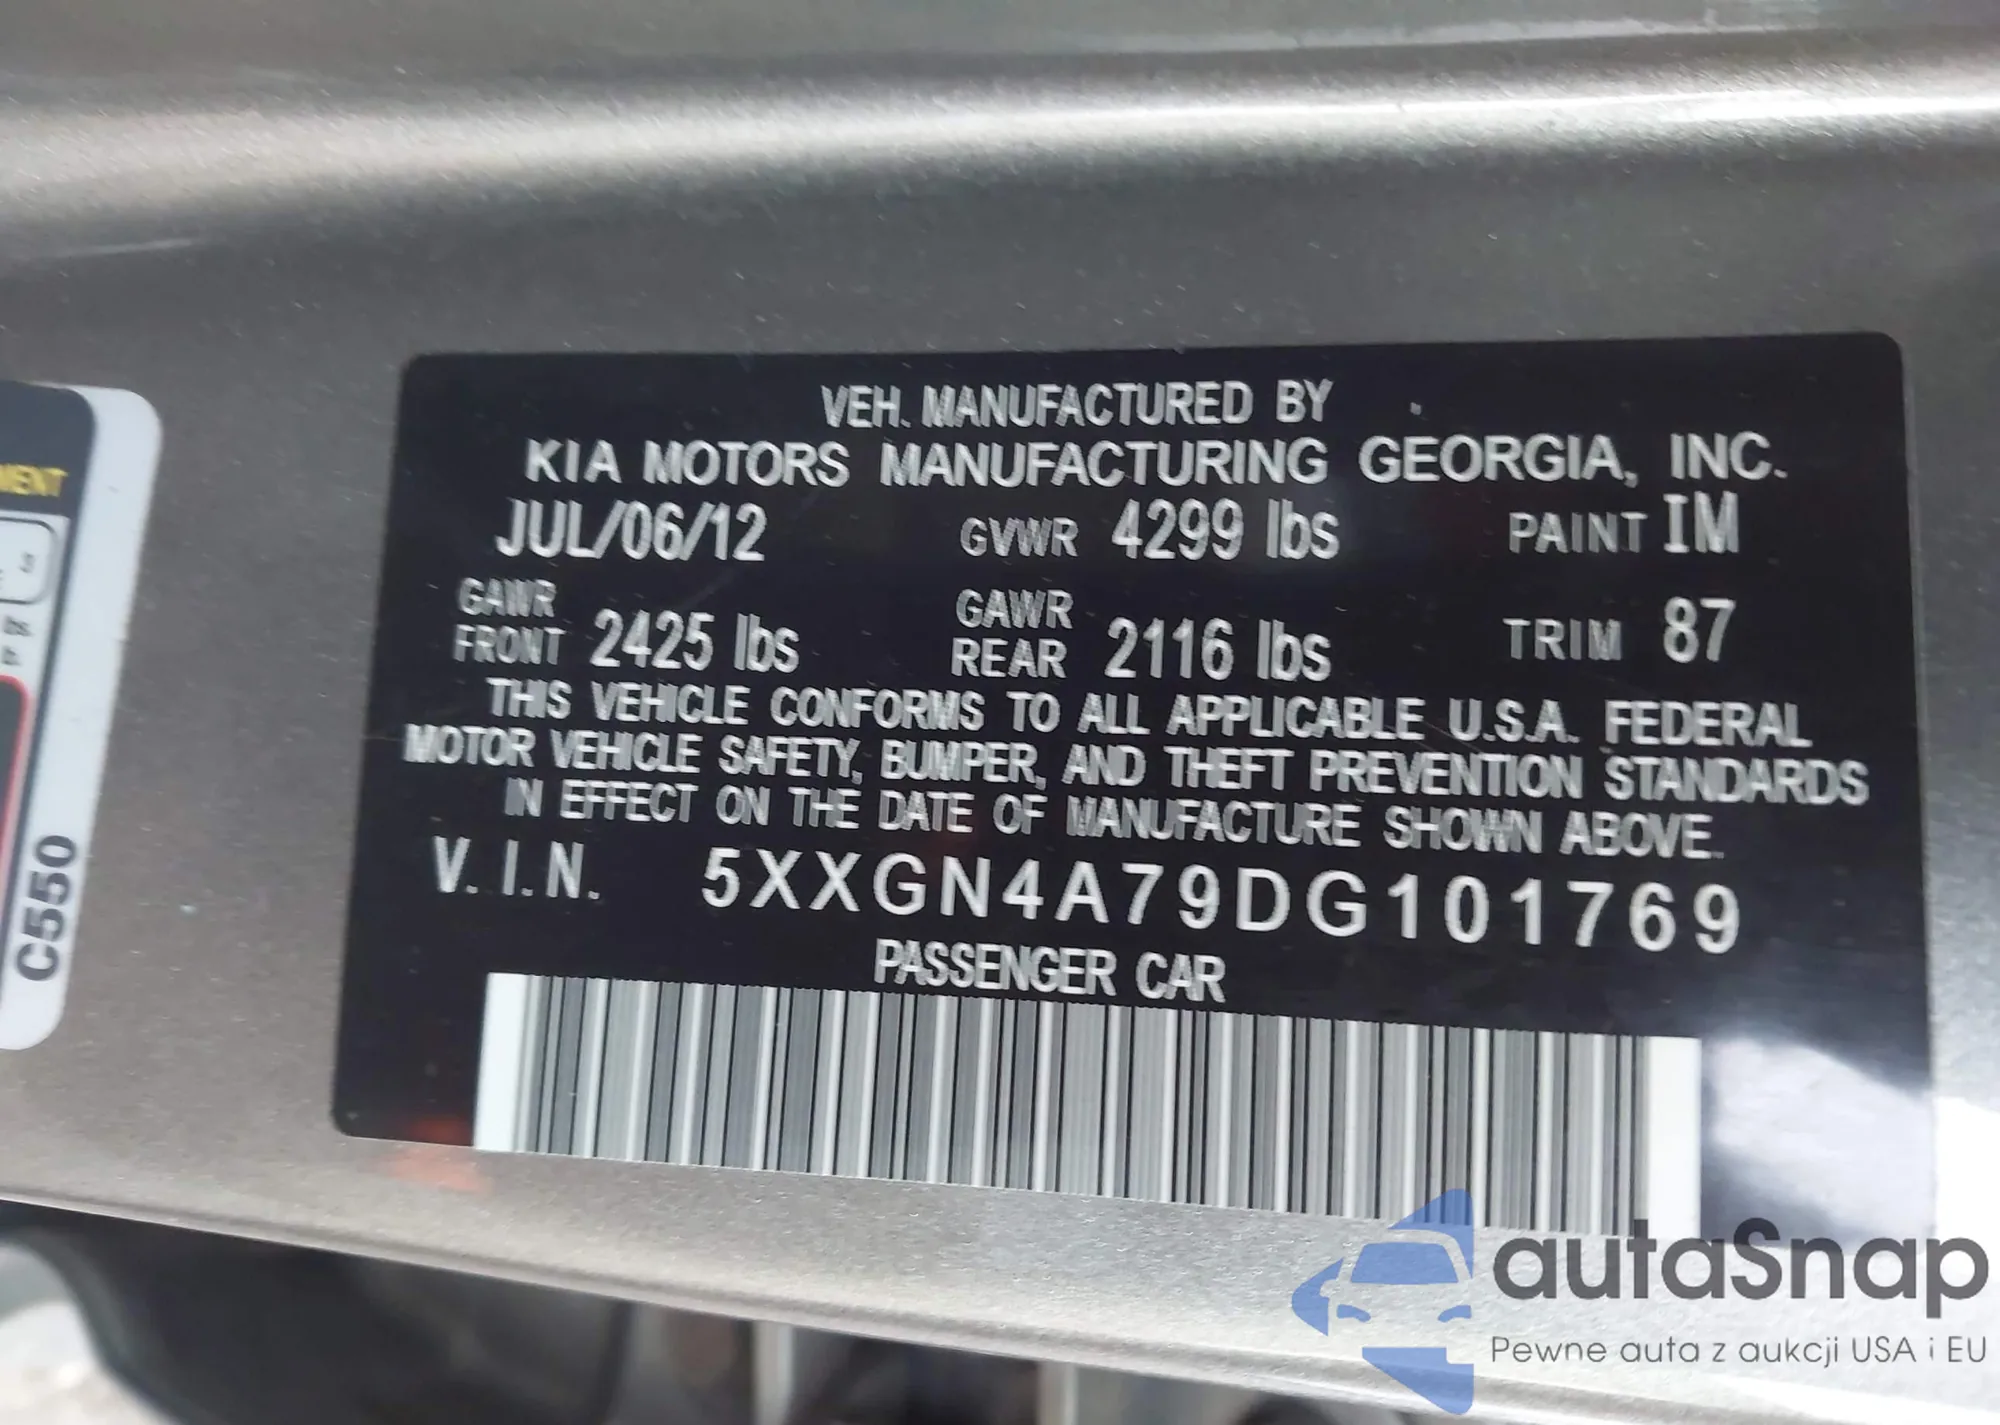 VEH. MANUFACTURED BY
KIA MOTORS MANUFACTURING GEORGIA, INC.
JUL/06/12 GVWR 4299 lbs PAINT IM
GAWR FRONT 2425 lbs GAWR REAR 2116 lbs TRIM 87
THIS VEHICLE CONFORMS TO ALL APPLICABLE U.S.A. FEDERAL
MOTOR VEHICLE SAFETY, BUMPER, AND THEFT PREVENTION STANDARDS
IN EFFECT ON THE DATE OF MANUFACTURE SHOWN ABOVE.
V.I.N. 5XXGN4A79DG101769
PASSENGER CAR
3
lbs.
C550
autaSnap
Pewne auta z aukcji USA i EU